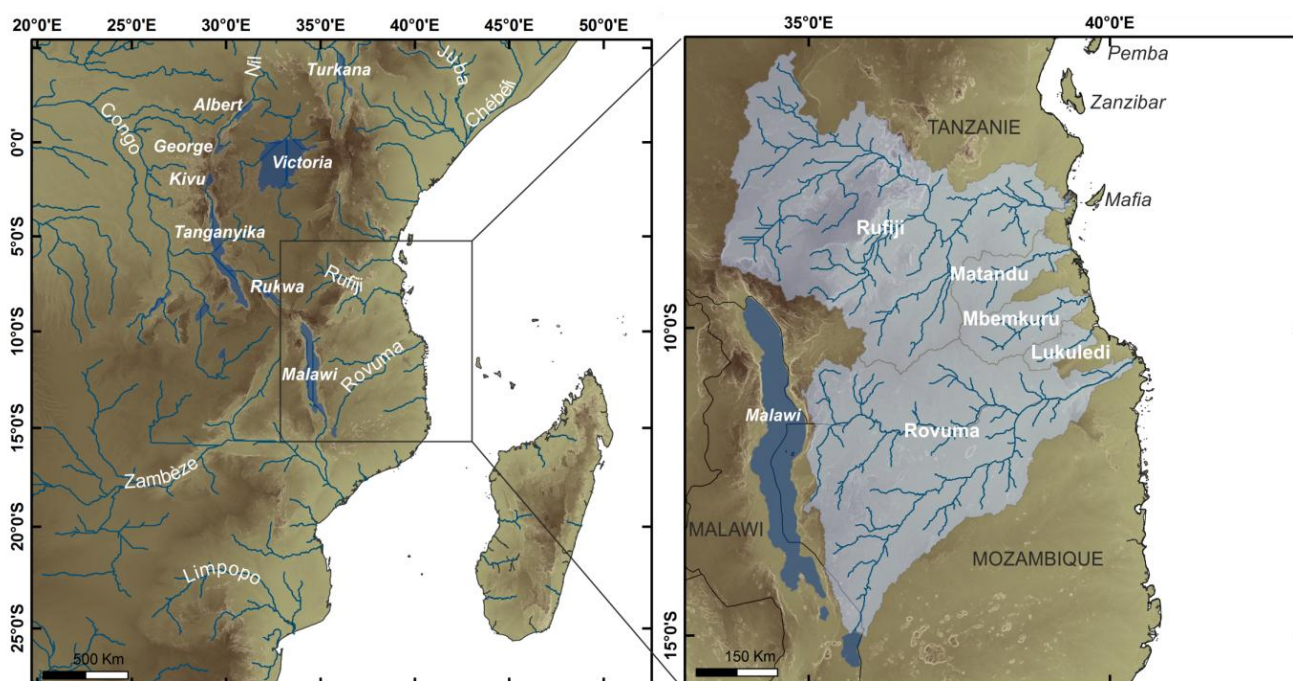 20°0'E
25°0'E
30°0'E
35°0'E
40°0'E
45°0'E
50°0'E
0°0'
5°0'S
10°0'S
15°0'S
20°0'S
25°0'S
Nil
Turkana
Juba
Chébéli
Albert
Congo
George
Victoria
Kivu
Tanganyika
Rukwa
Rufiji
Malawi
Rovuma
Zambèze
Limpopo
500 Km
35°0'E
40°0'E
10°0'S
15°0'S
Pemba
Zanzibar
TANZANIE
Mafia
Rufiji
Matandu
Mbemkuru
Lukuledi
Malawi
Rovuma
MALAWI
MOZAMBIQUE
150 Km